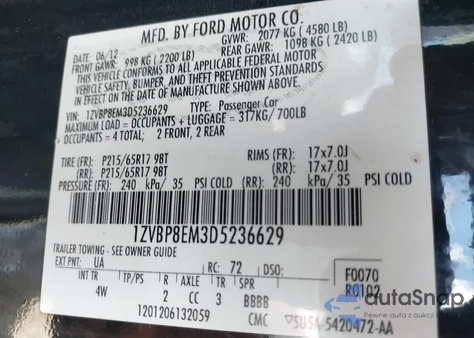 MFD. BY FORD MOTOR CO.
DATE: 06/12 GVWR: 2077 KG (4580 LB)
FRONT GAWR: 998 KG (2200 LB) REAR GAWR: 1098 KG (2420 LB)
THIS VEHICLE CONFORMS TO ALL APPLICABLE FEDERAL MOTOR
VEHICLE SAFETY, BUMPER, AND THEFT PREVENTION STANDARDS
IN EFFECT ON THE DATE OF MANUFACTURE SHOWN ABOVE.
VEHIN: 1ZVBP8EM3D5236629 TYPE: Passenger Car
MAXIMUM LOAD = OCCUPANTS + LUGGAGE = 317KG/700LB
OCCUPANTS = 4 TOTAL; 2 FRONT, 2 REAR
TIRE (FR): P215/65R17 98T RIMS (FR): 17x7.0J
(RR): P215/65R17 98T (RR): 17x7.0J
PRESSURE (FR): 240 kPa/ 35 PSI COLD (RR): 240 kPa/ 35 PSI COLD
1ZVBP8EM3D5236629
TRAILER TOWING - SEE OWNER GUIDE
EXT PNT: UA RC: 72 DSO: F0070
INT TR TP/PS R AXLE TR SPR R0102
4W 2 CC 3 BBBB
1201206132059 CMC 5U5A-5420472-AA
autoSnap
Pewne auta z USA